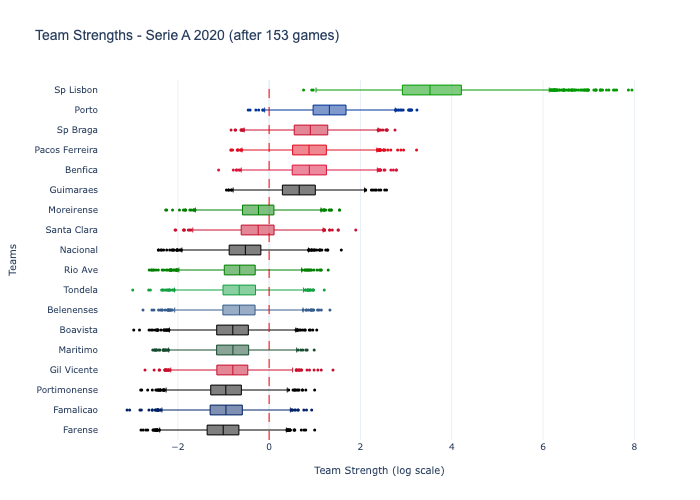 Team Strengths - Serie A 2020 (after 153 games)
Sp Lisbon
Porto
Sp Braga
Pacos Ferreira
Benfica
Guimaraes
Moreirense
Santa Clara
Nacional
Rio Ave
Tondela
Belenenses
Boavista
Maritimo
Gil Vicente
Portimonense
Famalicao
Farense
Teams
−2 0 2 4 6 8
Team Strength (log scale)